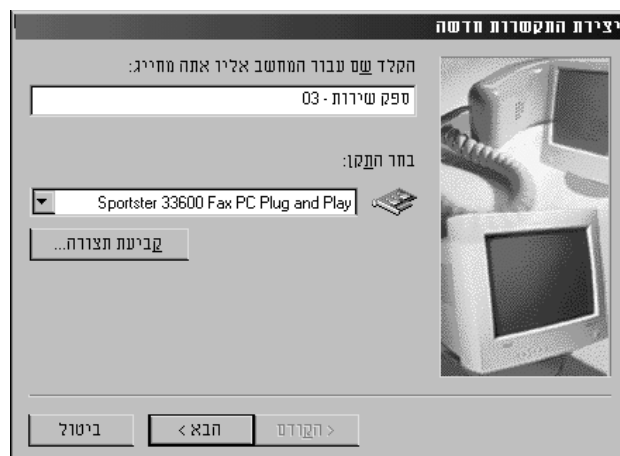 יצירת התקשרות חדשה
הקלד שם עבור המחשב אליו אתה מחייג:
ספק שירות - 03
בחר התקן:
Sportster 33600 Fax PC Plug and Play
קביעת תצורה...
< הקודם
הבא >
ביטול